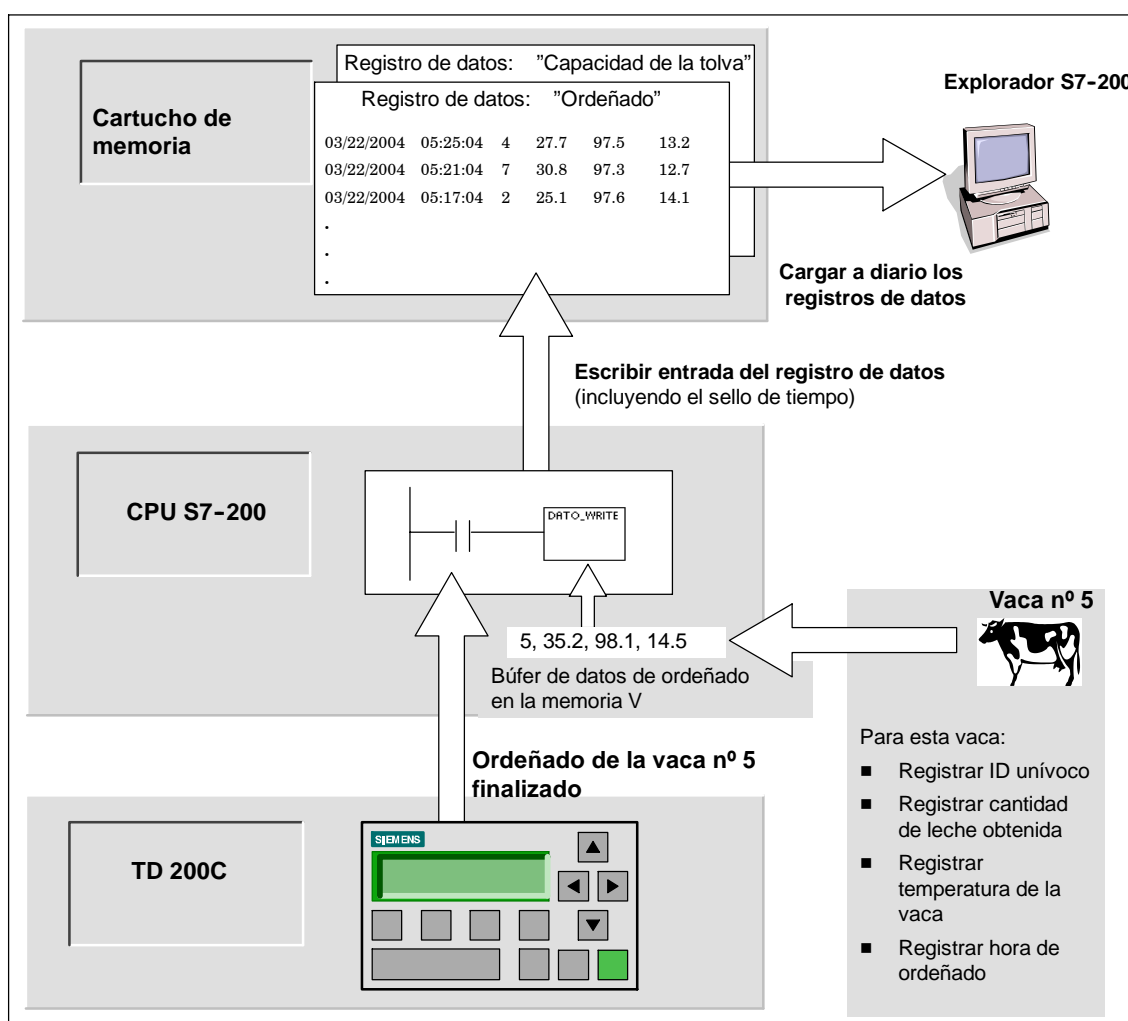 Registro de datos: ”Capacidad de la tolva”
Registro de datos: ”Ordeñado”
Explorador S7-200
Cartucho de
memoria
03/22/2004 05:25:04 4 27.7 97.5 13.2
03/22/2004 05:21:04 7 30.8 97.3 12.7
03/22/2004 05:17:04 2 25.1 97.6 14.1
.
.
.
Cargar a diario los
registros de datos
Escribir entrada del registro de datos
(incluyendo el sello de tiempo)
CPU S7-200
DATO_WRITE
5, 35.2, 98.1, 14.5
Búfer de datos de ordeñado
en la memoria V
Vaca nº 5
Para esta vaca:
■ Registrar ID unívoco
■ Registrar cantidad
de leche obtenida
■ Registrar
temperatura de la
vaca
■ Registrar hora de
ordeñado
Ordeñado de la vaca nº 5
finalizado
TD 200C
SIEMENS